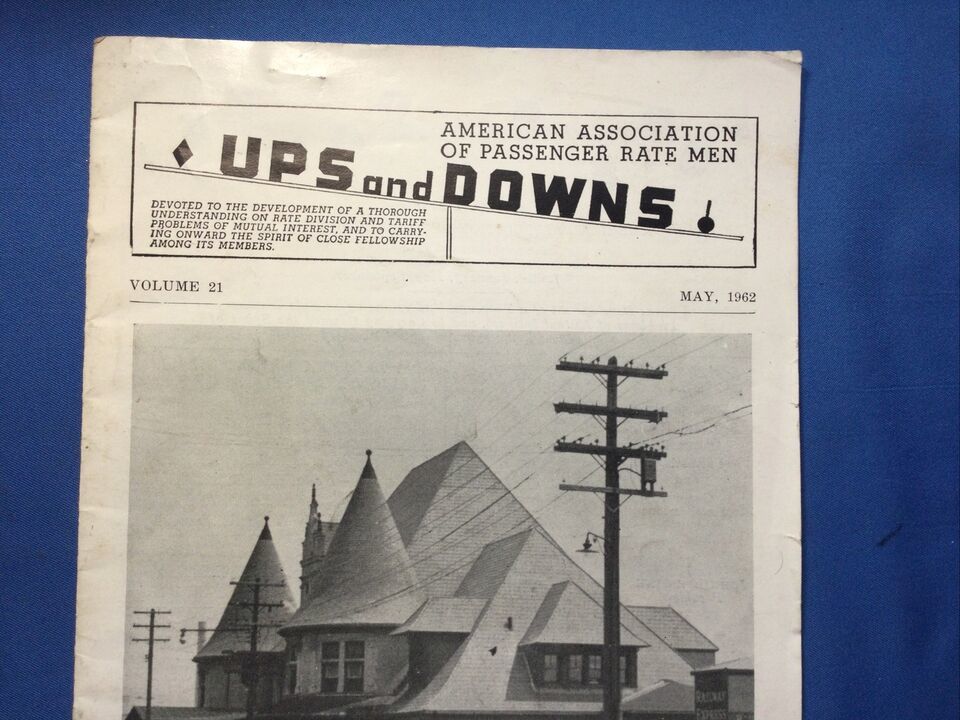 AMERICAN ASSOCIATION
OF PASSENGER RATE MEN
UPS and DOWNS
DEVOTED TO THE DEVELOPMENT OF A THOROUGH
UNDERSTANDING ON RATE DIVISION AND TARIFF
PROBLEMS OF MUTUAL INTEREST, AND TO CARRY-
ING ONWARD THE SPIRIT OF CLOSE FELLOWSHIP
AMONG ITS MEMBERS.
VOLUME 21
MAY, 1962
RAILWAY
EXPRESS